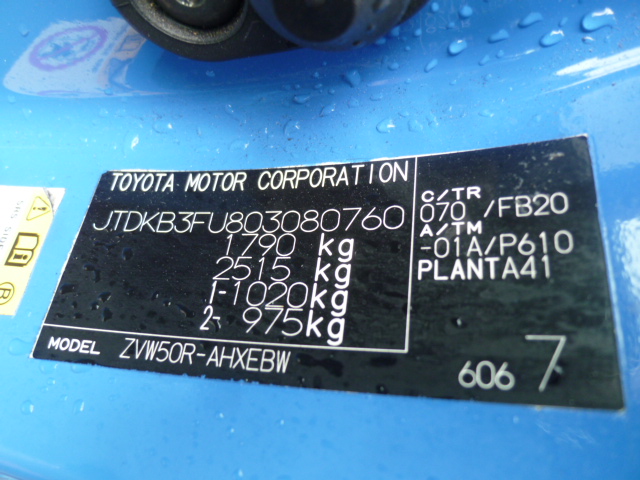 TOYOTA MOTOR CORPORATION
JTDKB3FU803080760
1790 kg
2515 kg
1-1020kg
2- 975kg
MODEL ZVW50R-AHXEBW
C/TR
070 /FB20
A/TM
-01A/P610
PLANTA41
606 7